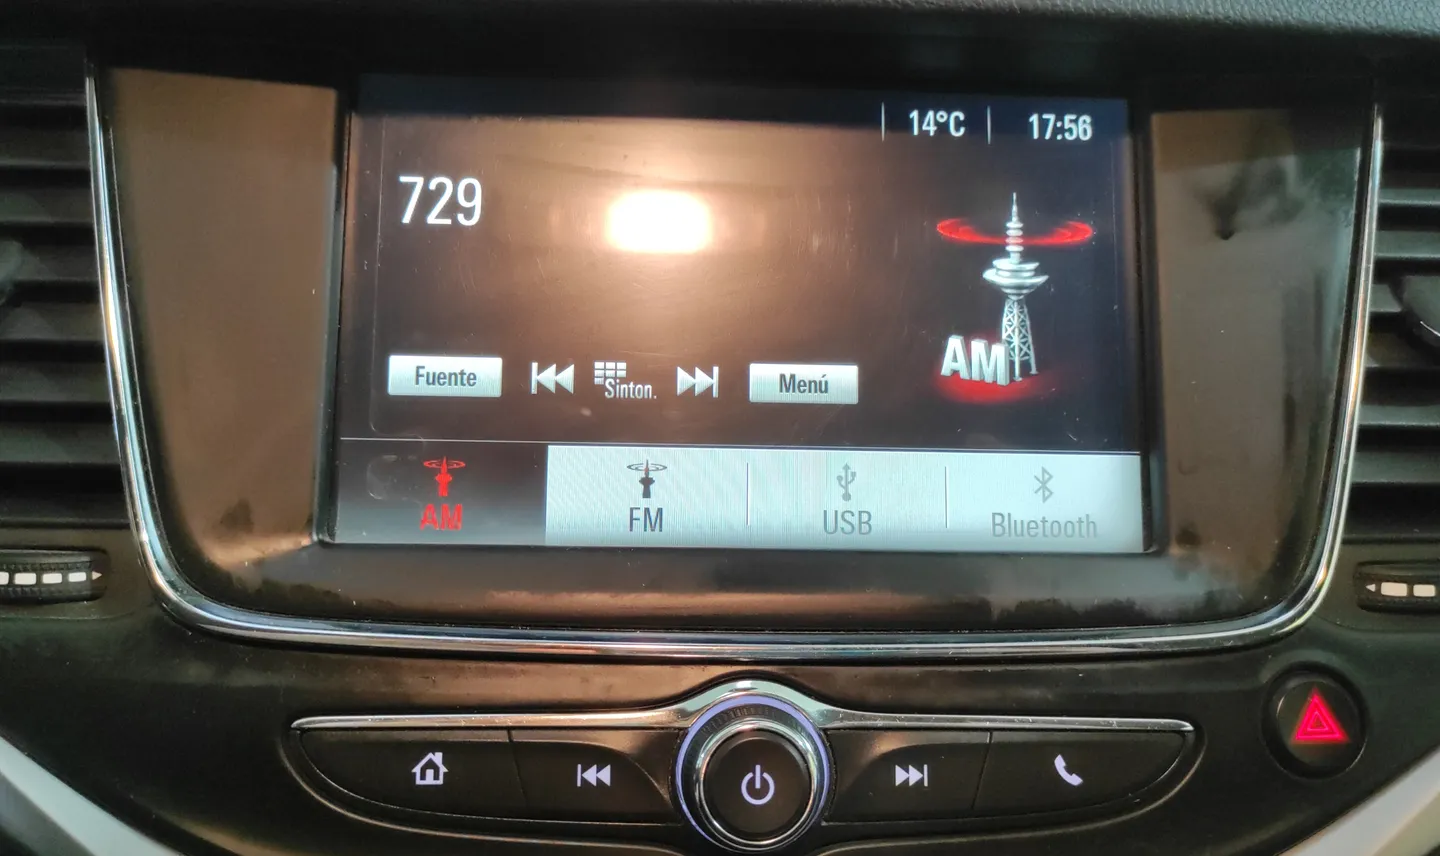 14°C 17:56
729
AM
Fuente Sinton. Menú
AM FM USB Bluetooth